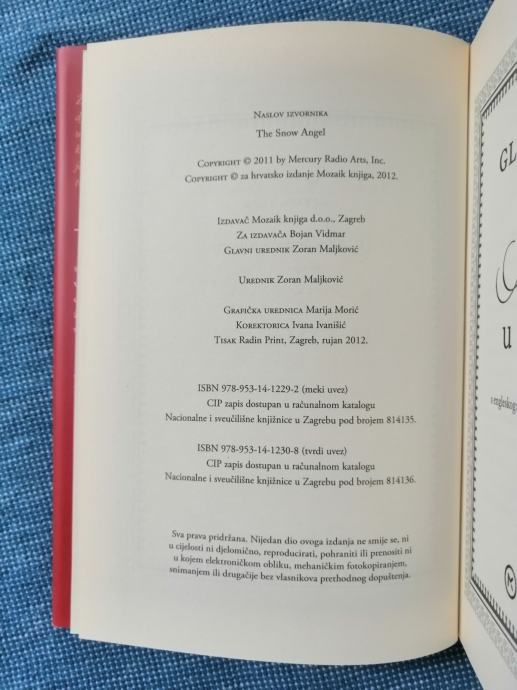 NASLOV IZVORNIKA
The Snow Angel
COPYRIGHT © 2011 by Mercury Radio Arts, Inc.
COPYRIGHT © za hrvatsko izdanje Mozaik knjiga, 2012.
IZDAVAČ Mozaik knjiga d.o.o., Zagreb
ZA IZDAVAČA Bojan Vidmar
GLAVNI UREDNIK Zoran Maljković
UREDNIK Zoran Maljković
GRAFIČKA UREDNICA Marija Morić
KOREKTORICA Ivana Ivanišić
TISAK Radin Print, Zagreb, rujan 2012.
ISBN 978-953-14-1229-2 (meki uvez)
CIP zapis dostupan u računalnom katalogu
Nacionalne i sveučilišne knjižnice u Zagrebu pod brojem 814135.
ISBN 978-953-14-1230-8 (tvrdi uvez)
CIP zapis dostupan u računalnom katalogu
Nacionalne i sveučilišne knjižnice u Zagrebu pod brojem 814136.
Sva prava pridržana. Nijedan dio ovoga izdanja ne smije se, ni
u cijelosti ni djelomično, reproducirati, pohraniti ili prenositi ni
u kojem elektroničkom obliku, mehaničkim fotokopiranjem,
snimanjem ili drugačije bez vlasnikova prethodnog dopuštenja.
GL
u
s engleskog